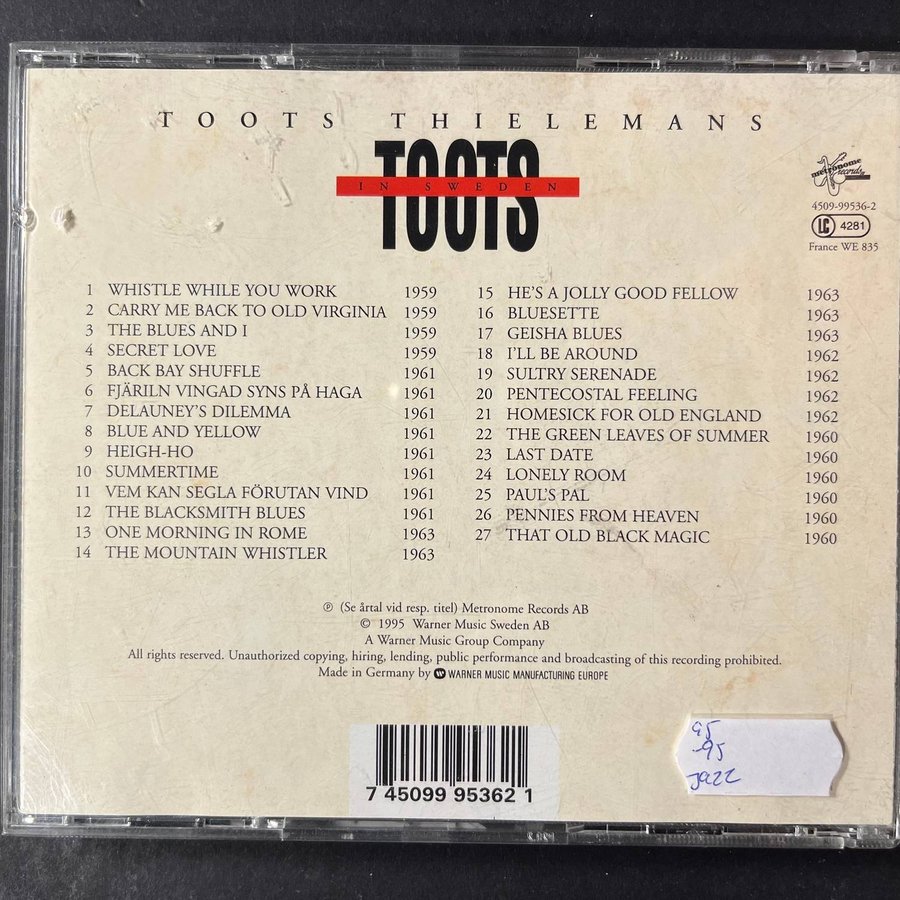 TOOTS THIELEMANS
TOOTS
IN SWEDEN
metronome
records
4509-99536-2
LC 4281
France WE 835
1 WHISTLE WHILE YOU WORK 1959
2 CARRY ME BACK TO OLD VIRGINIA 1959
3 THE BLUES AND I 1959
4 SECRET LOVE 1959
5 BACK BAY SHUFFLE 1961
6 FJÄRILN VINGAD SYNS PÅ HAGA 1961
7 DELAUNEY'S DILEMMA 1961
8 BLUE AND YELLOW 1961
9 HEIGH-HO 1961
10 SUMMERTIME 1961
11 VEM KAN SEGLA FÖRUTAN VIND 1961
12 THE BLACKSMITH BLUES 1961
13 ONE MORNING IN ROME 1963
14 THE MOUNTAIN WHISTLER 1963
15 HE'S A JOLLY GOOD FELLOW 1963
16 BLUESETTE 1963
17 GEISHA BLUES 1963
18 I'LL BE AROUND 1962
19 SULTRY SERENADE 1962
20 PENTECOSTAL FEELING 1962
21 HOMESICK FOR OLD ENGLAND 1962
22 THE GREEN LEAVES OF SUMMER 1960
23 LAST DATE 1960
24 LONELY ROOM 1960
25 PAUL'S PAL 1960
26 PENNIES FROM HEAVEN 1960
27 THAT OLD BLACK MAGIC 1960
℗ (Se årtal vid resp. titel) Metronome Records AB
© 1995 Warner Music Sweden AB
A Warner Music Group Company
All rights reserved. Unauthorized copying, hiring, lending, public performance and broadcasting of this recording prohibited.
Made in Germany by WARNER MUSIC MANUFACTURING EUROPE
7 45099 95362 1
95
-95
Jazz